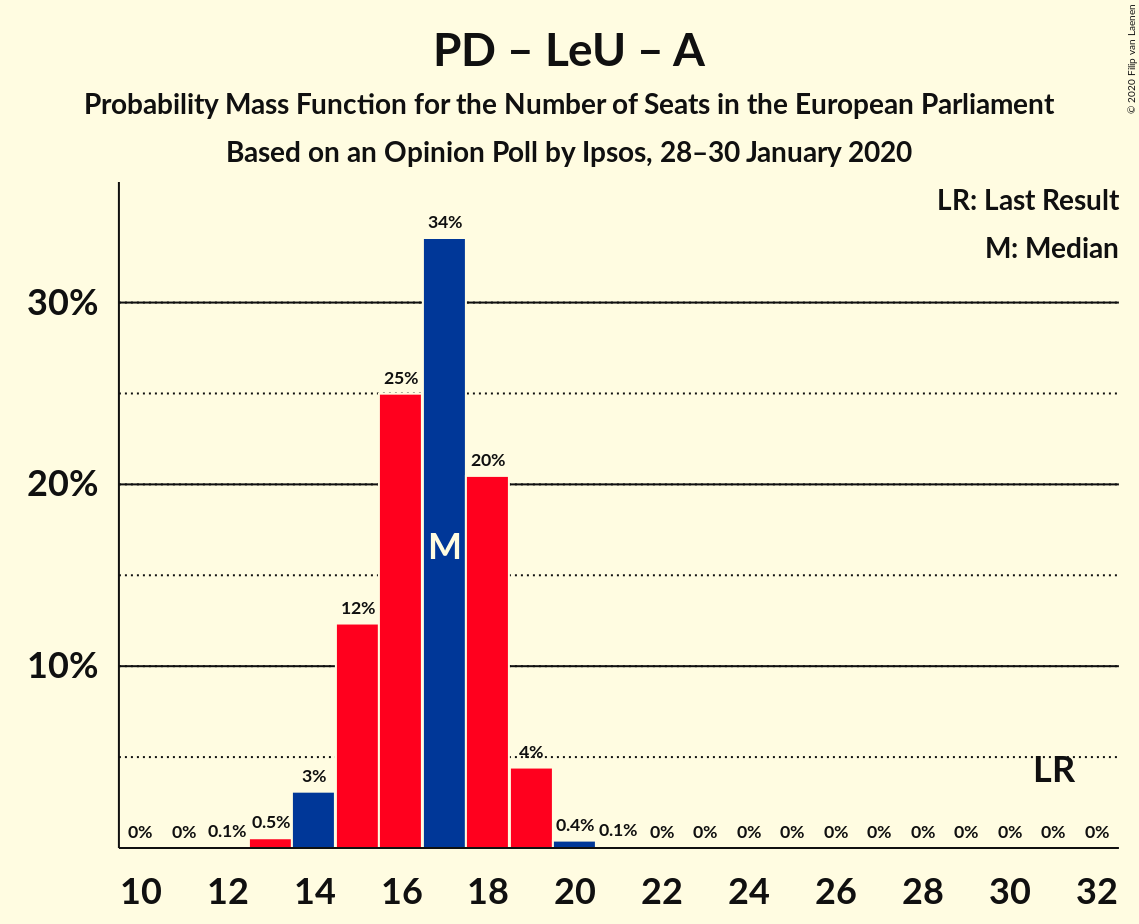 PD – LeU – A
Probability Mass Function for the Number of Seats in the European Parliament
Based on an Opinion Poll by Ipsos, 28–30 January 2020
© 2020 Filip van Laenen
LR: Last Result
M: Median
34%
30%
25%
20%
20%
M
12%
10%
4%
LR
3%
0% 0% 0.1% 0.5% 0.4% 0.1% 0% 0% 0% 0% 0% 0% 0% 0% 0% 0% 0%
10 12 14 16 18 20 22 24 26 28 30 32